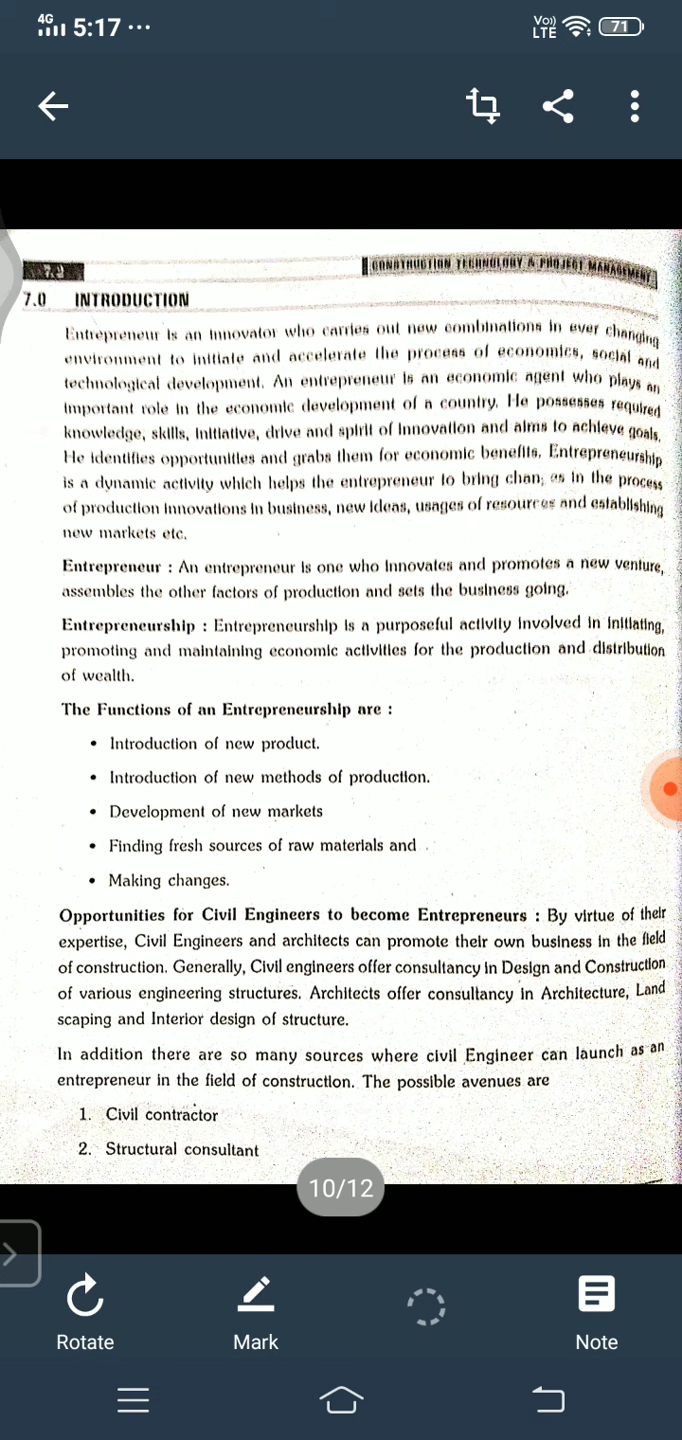 4G 5:17 ...
Vo)) LTE 71
7.2
CONSTRUCTION TECHNOLOGY & PROJECT MANAGEMENT
7.0 INTRODUCTION
Entrepreneur is an innovator who carries out new combinations in ever changing
environment to initiate and accelerate the process of economics, social and
technological development. An entrepreneur is an economic agent who plays an
important role in the economic development of a country. He possesses required
knowledge, skills, initiative, drive and spirit of innovation and aims to achieve goals.
He identifies opportunities and grabs them for economic benefits. Entrepreneurship
is a dynamic activity which helps the entrepreneur to bring changes in the process
of production innovations in business, new ideas, usages of resources and establishing
new markets etc.
Entrepreneur : An entrepreneur is one who innovates and promotes a new venture,
assembles the other factors of production and sets the business going.
Entrepreneurship : Entrepreneurship is a purposeful activity involved in initiating,
promoting and maintaining economic activities for the production and distribution
of wealth.
The Functions of an Entrepreneurship are :
• Introduction of new product.
• Introduction of new methods of production.
• Development of new markets
• Finding fresh sources of raw materials and
• Making changes.
Opportunities for Civil Engineers to become Entrepreneurs : By virtue of their
expertise, Civil Engineers and architects can promote their own business in the field
of construction. Generally, Civil engineers offer consultancy in Design and Construction
of various engineering structures. Architects offer consultancy in Architecture, Land
scaping and Interior design of structure.
In addition there are so many sources where civil Engineer can launch as an
entrepreneur in the field of construction. The possible avenues are
1. Civil contractor
2. Structural consultant
10/12
Rotate Mark Note